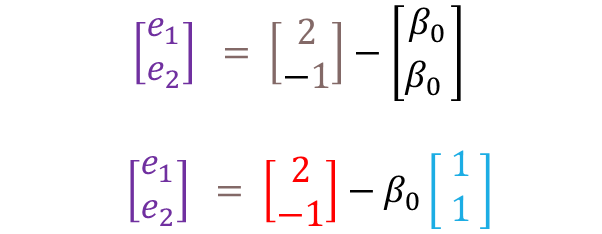 [e₁ e₂] = [2 −1] − [β₀ β₀]
[e₁ e₂] = [2 −1] − β₀ [1 1]